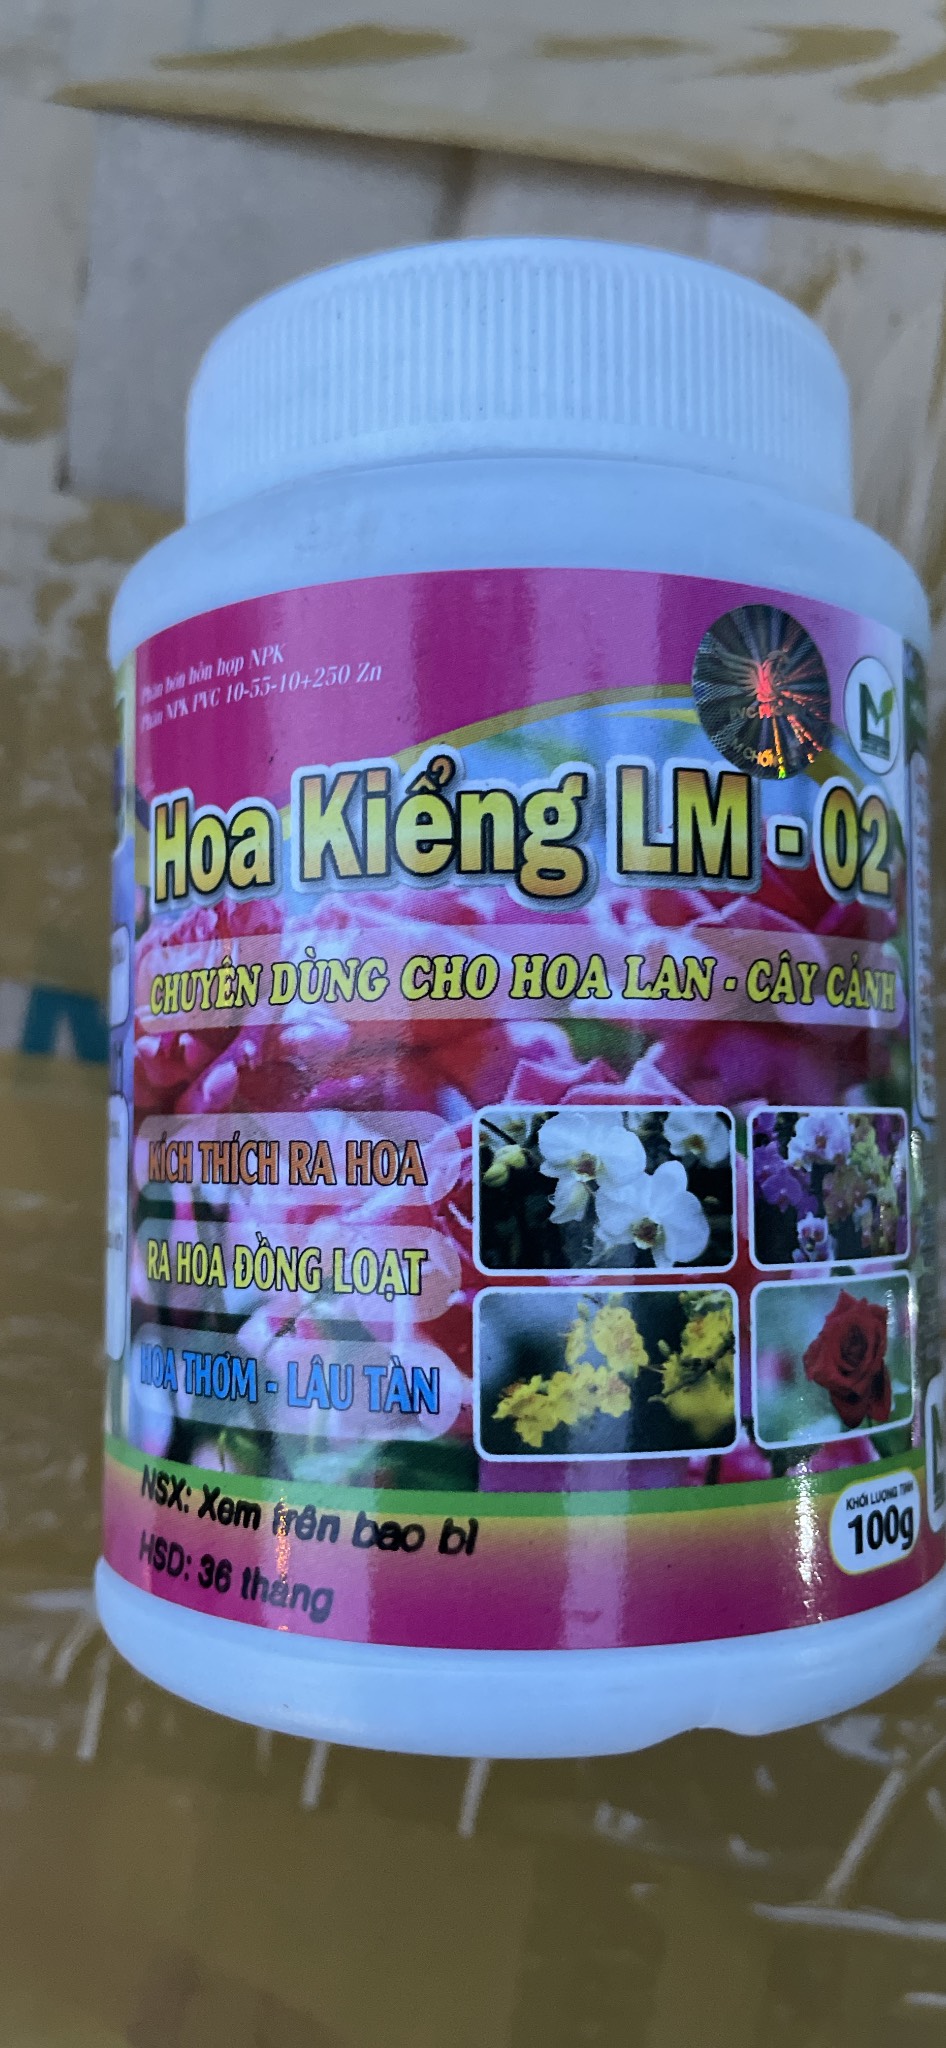 Phân bón hỗn hợp NPK
Phân NPK PVC 10-55-10+250 Zn
Hoa Kiểng LM - 02
CHUYÊN DÙNG CHO HOA LAN - CÂY CẢNH
KÍCH THÍCH RA HOA
RA HOA ĐỒNG LOẠT
HOA THƠM - LÂU TÀN
NSX: Xem trên bao bì
HSD: 36 tháng
KHỐI LƯỢNG TỊNH
100g